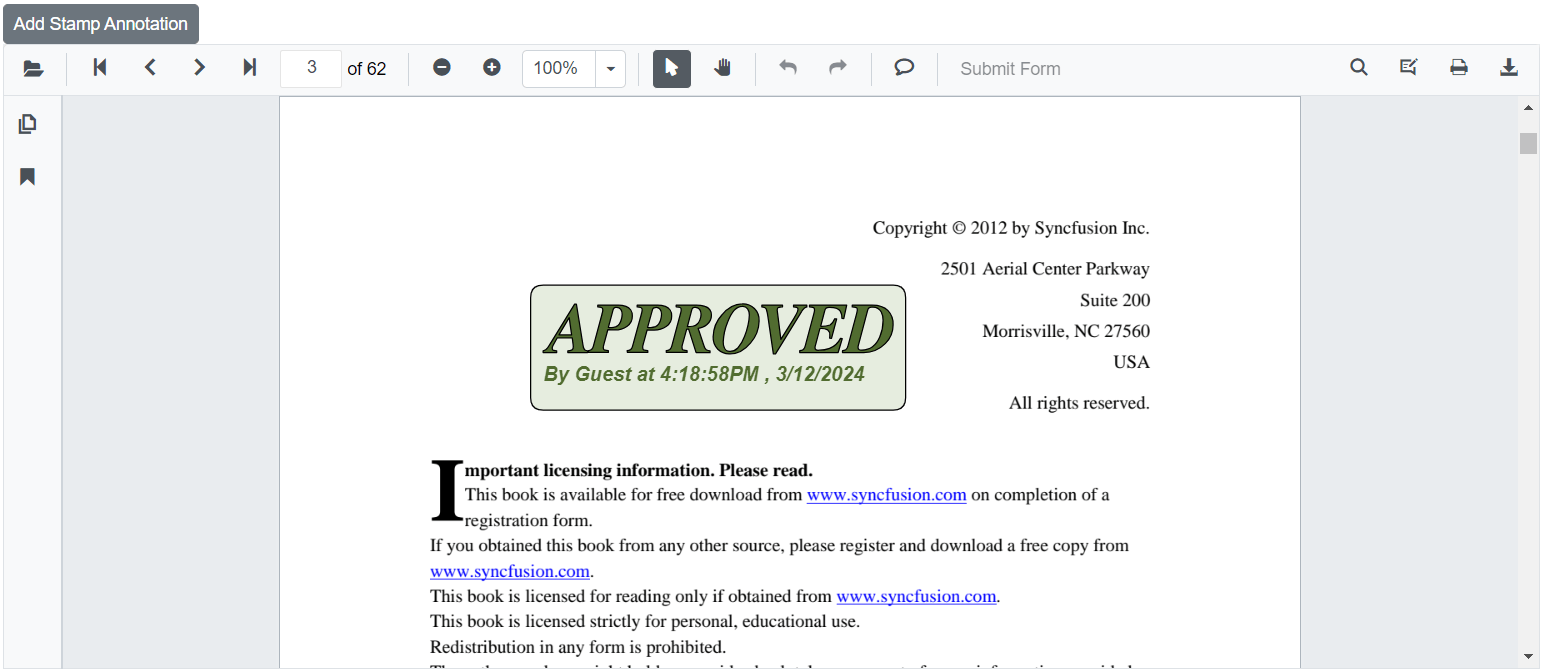 Add Stamp Annotation
3 of 62 100% Submit Form
Copyright © 2012 by Syncfusion Inc.
2501 Aerial Center Parkway
Suite 200
Morrisville, NC 27560
USA
All rights reserved.
APPROVED
By Guest at 4:18:58PM , 3/12/2024
Important licensing information. Please read.
This book is available for free download from www.syncfusion.com on completion of a
registration form.
If you obtained this book from any other source, please register and download a free copy from
www.syncfusion.com.
This book is licensed for reading only if obtained from www.syncfusion.com.
This book is licensed strictly for personal, educational use.
Redistribution in any form is prohibited.